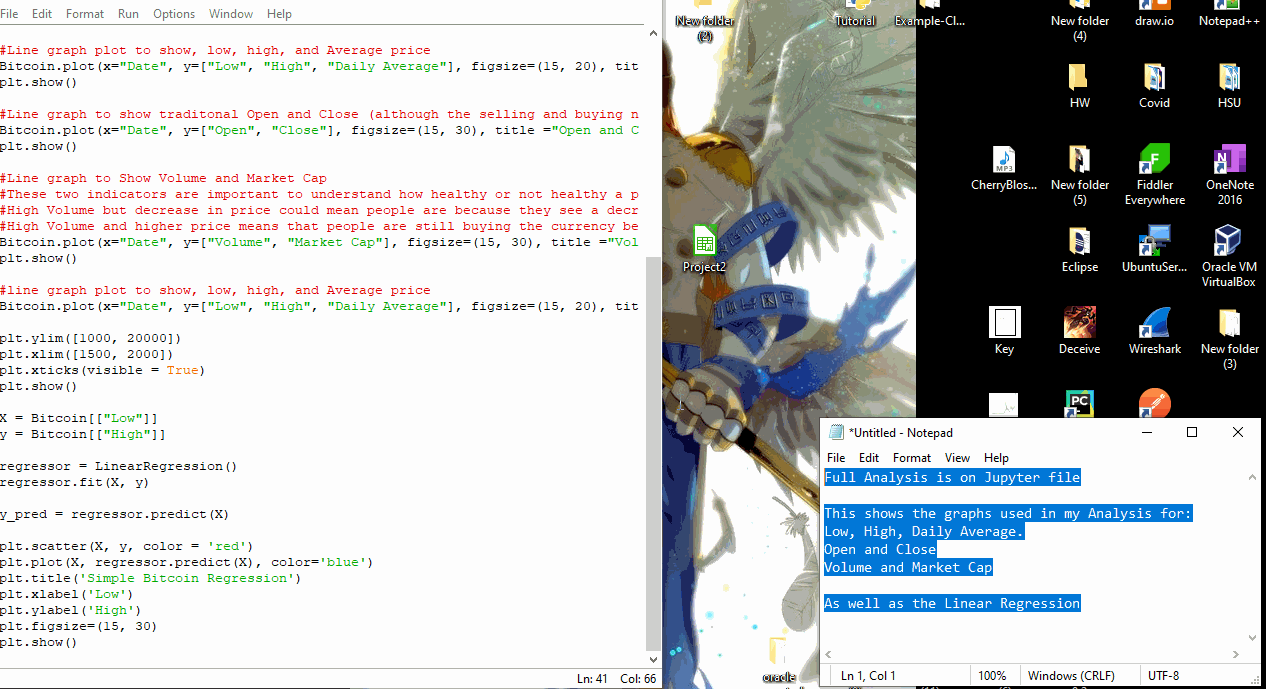 File Edit Format Run Options Window Help
#Line graph plot to show, low, high, and Average price
Bitcoin.plot(x="Date", y=["Low", "High", "Daily Average"], figsize=(15, 20), tit
plt.show()
#Line graph to show traditonal Open and Close (although the selling and buying n
Bitcoin.plot(x="Date", y=["Open", "Close"], figsize=(15, 30), title ="Open and C
plt.show()
#Line graph to Show Volume and Market Cap
#These two indicators are important to understand how healthy or not healthy a p
#High Volume but decrease in price could mean people are because they see a decr
#High Volume and higher price means that people are still buying the currency be
Bitcoin.plot(x="Date", y=["Volume", "Market Cap"], figsize=(15, 30), title ="Vol
plt.show()
#line graph plot to show, low, high, and Average price
Bitcoin.plot(x="Date", y=["Low", "High", "Daily Average"], figsize=(15, 20), tit
plt.ylim([1000, 20000])
plt.xlim([1500, 2000])
plt.xticks(visible = True)
plt.show()
X = Bitcoin[["Low"]]
y = Bitcoin[["High"]]
regressor = LinearRegression()
regressor.fit(X, y)
y_pred = regressor.predict(X)
plt.scatter(X, y, color = 'red')
plt.plot(X, regressor.predict(X), color='blue')
plt.title('Simple Bitcoin Regression')
plt.xlabel('Low')
plt.ylabel('High')
plt.figsize=(15, 30)
plt.show()
Ln: 41 Col: 66
New folder
(2)
Tutorial
Example-Cl...
New folder
(4)
draw.io
Notepad++
HW
Covid
HSU
MP3
CherryBlos...
New folder
(5)
Fiddler
Everywhere
OneNote
2016
Project2
Eclipse
UbuntuSer...
Oracle VM
VirtualBox
Key
Deceive
Wireshark
New folder
(3)
PC
*Untitled - Notepad
File Edit Format View Help
Full Analysis is on Jupyter file
This shows the graphs used in my Analysis for:
Low, High, Daily Average.
Open and Close
Volume and Market Cap
As well as the Linear Regression
Ln 1, Col 1 100% Windows (CRLF) UTF-8
oracle